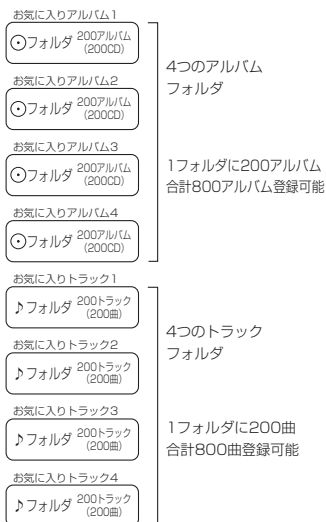 お気に入りアルバム1
フォルダ 200アルバム
(200CD)
お気に入りアルバム2
フォルダ 200アルバム
(200CD)
4つのアルバム
フォルダ
お気に入りアルバム3
フォルダ 200アルバム
(200CD)
1フォルダに200アルバム
合計800アルバム登録可能
お気に入りアルバム4
フォルダ 200アルバム
(200CD)
お気に入りトラック1
♪フォルダ 200トラック
(200曲)
お気に入りトラック2
♪フォルダ 200トラック
(200曲)
4つのトラック
フォルダ
お気に入りトラック3
♪フォルダ 200トラック
(200曲)
1フォルダに200曲
合計800曲登録可能
お気に入りトラック4
♪フォルダ 200トラック
(200曲)